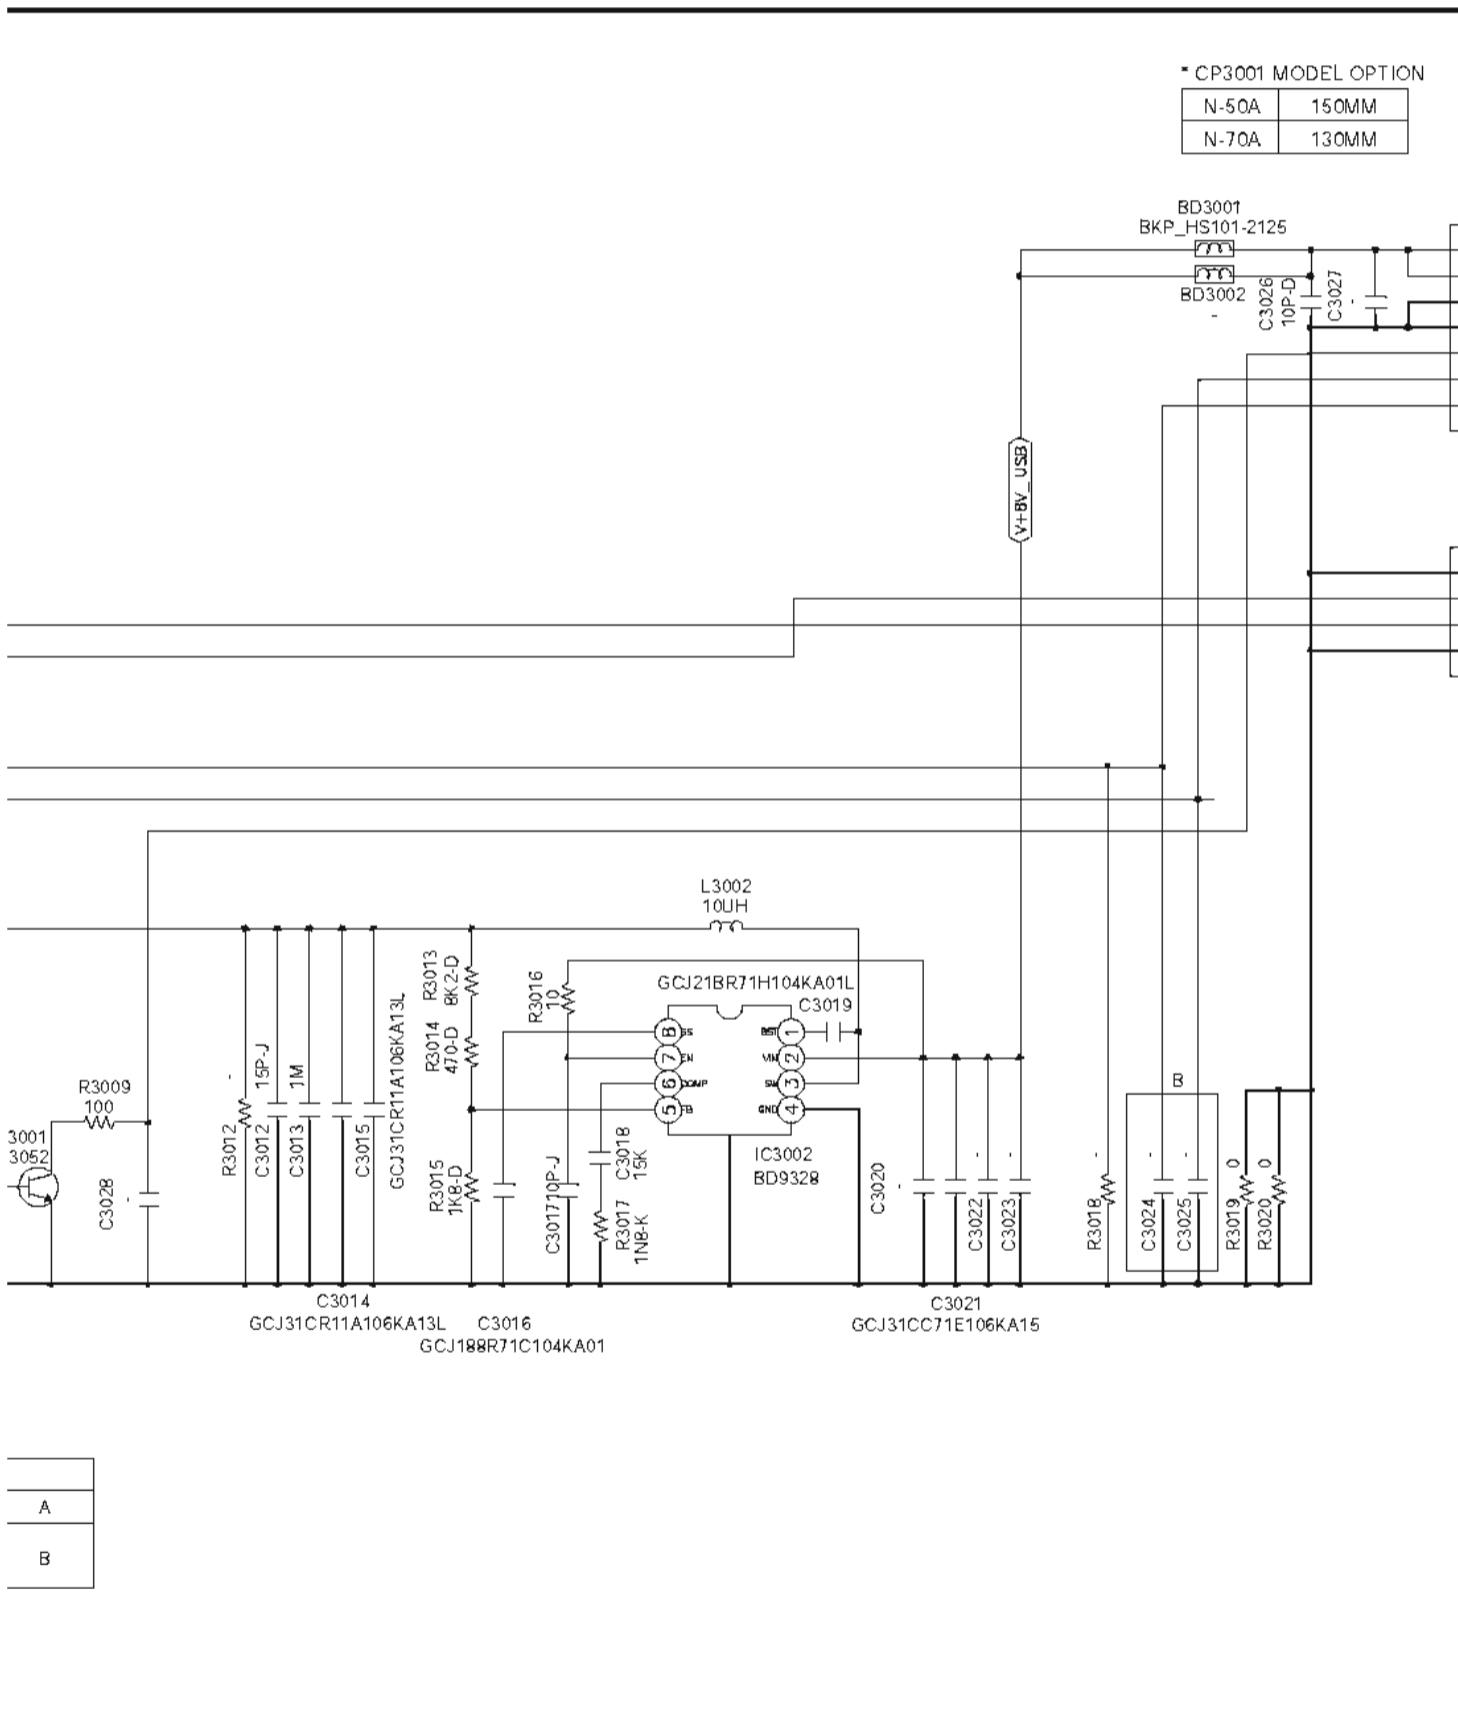 * CP3001 MODEL OPTION
N-50A 150MM
N-70A 130MM
BD3001
BKP_HS101-2125
BD3002
-
C3026
10P-D
C3027
-
V+8V_USB
L3002
10UH
R3013
8K2-D
R3014
470-D
R3016
10
GCJ21BR71H104KA01L
C3019
8 SS
7 EN
6 COMP
5 FB
BST 1
VIN 2
SW 3
GND 4
IC3002
BD9328
R3009
100
3001
3052
C3028
-
R3012
-
C3012
15P-J
C3013
1M
C3015
GCJ31CR11A106KA13L
R3015
1K8-D
C3017
10P-J
C3018
15K
R3017
1N8-K
C3020
-
C3022
-
C3023
-
R3018
-
B
C3024
-
C3025
-
R3019
0
R3020
0
C3014
GCJ31CR11A106KA13L
C3016
GCJ188R71C104KA01
C3021
GCJ31CC71E106KA15
A
B